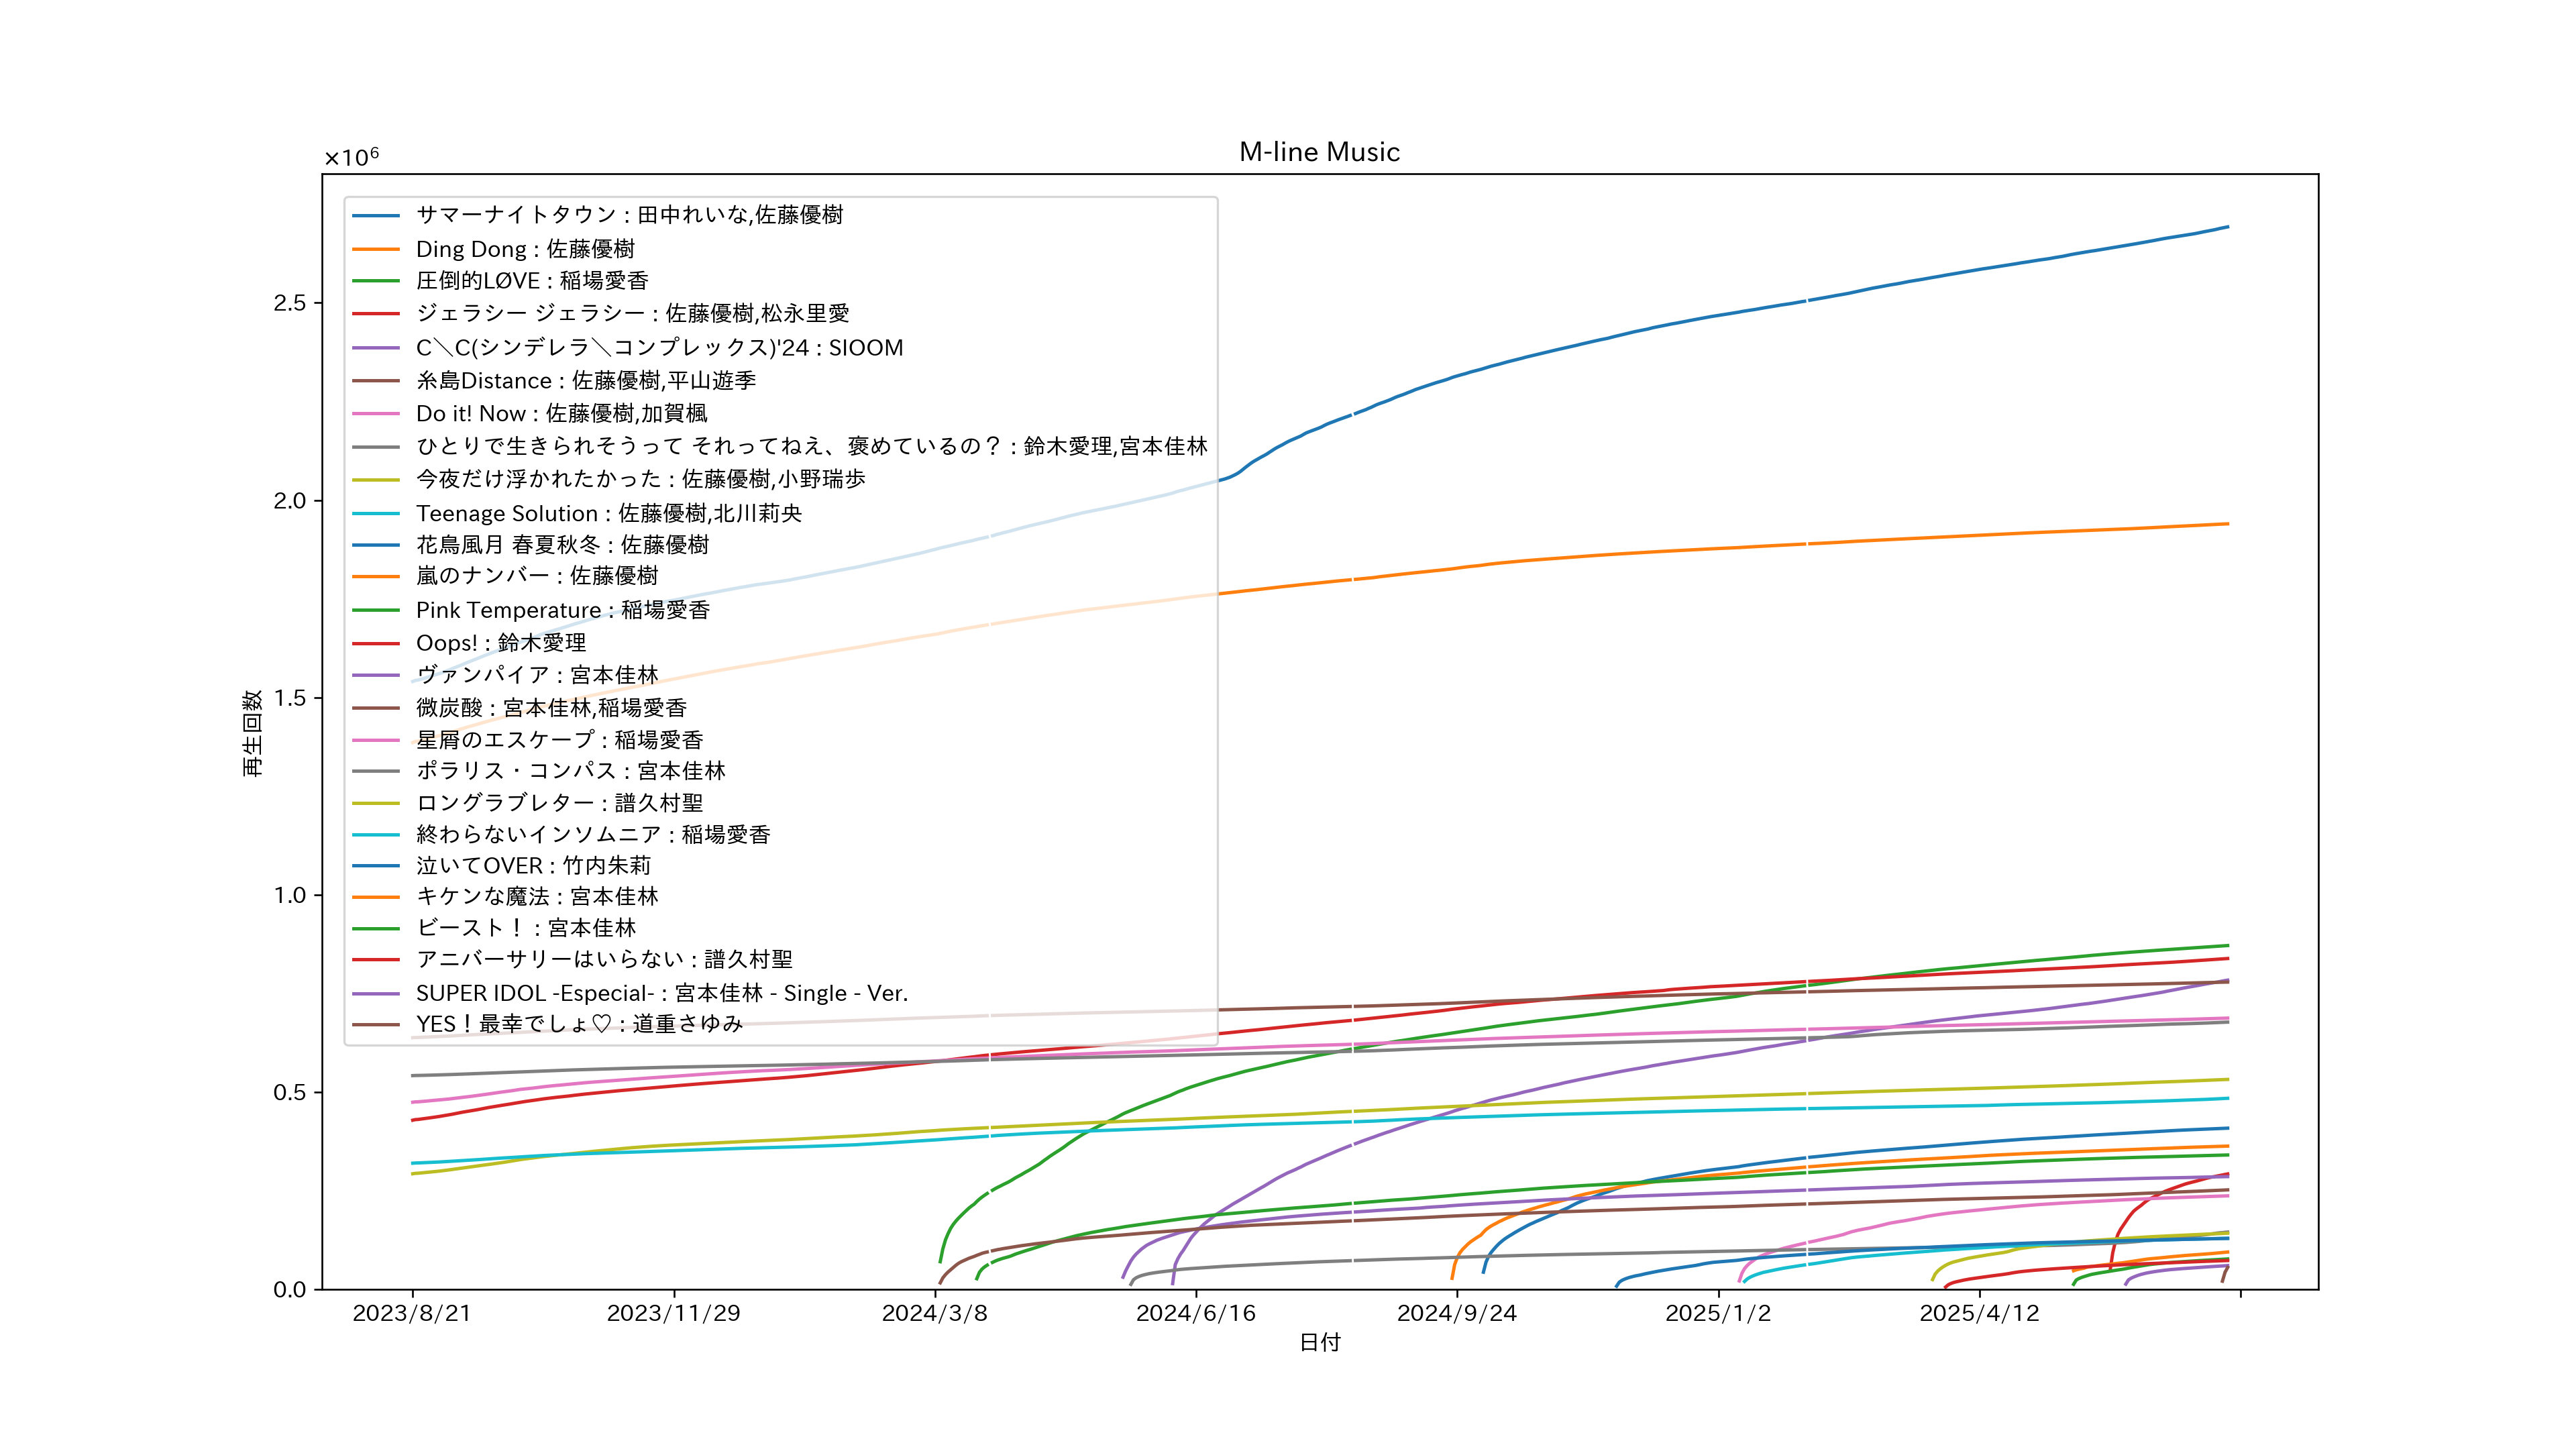 M-line Music
×10⁶
サマーナイトタウン : 田中れいな,佐藤優樹
Ding Dong : 佐藤優樹
圧倒的LØVE : 稲場愛香
ジェラシー ジェラシー : 佐藤優樹,松永里愛
C＼C(シンデレラ＼コンプレックス)'24 : SIOOM
糸島Distance : 佐藤優樹,平山遊季
Do it! Now : 佐藤優樹,加賀楓
ひとりで生きられそうって それってねえ、褒めているの？ : 鈴木愛理,宮本佳林
今夜だけ浮かれたかった : 佐藤優樹,小野瑞歩
Teenage Solution : 佐藤優樹,北川莉央
花鳥風月 春夏秋冬 : 佐藤優樹
嵐のナンバー : 佐藤優樹
Pink Temperature : 稲場愛香
Oops! : 鈴木愛理
ヴァンパイア : 宮本佳林
微炭酸 : 宮本佳林,稲場愛香
星屑のエスケープ : 稲場愛香
ポラリス・コンパス : 宮本佳林
ロングラブレター : 譜久村聖
終わらないインソムニア : 稲場愛香
泣いてOVER : 竹内朱莉
キケンな魔法 : 宮本佳林
ビースト！ : 宮本佳林
アニバーサリーはいらない : 譜久村聖
SUPER IDOL -Especial- : 宮本佳林 - Single - Ver.
YES！最幸でしょ♡ : 道重さゆみ
2.5
2.0
1.5
1.0
0.5
0.0
再生回数
2023/8/21
2023/11/29
2024/3/8
2024/6/16
2024/9/24
2025/1/2
2025/4/12
日付